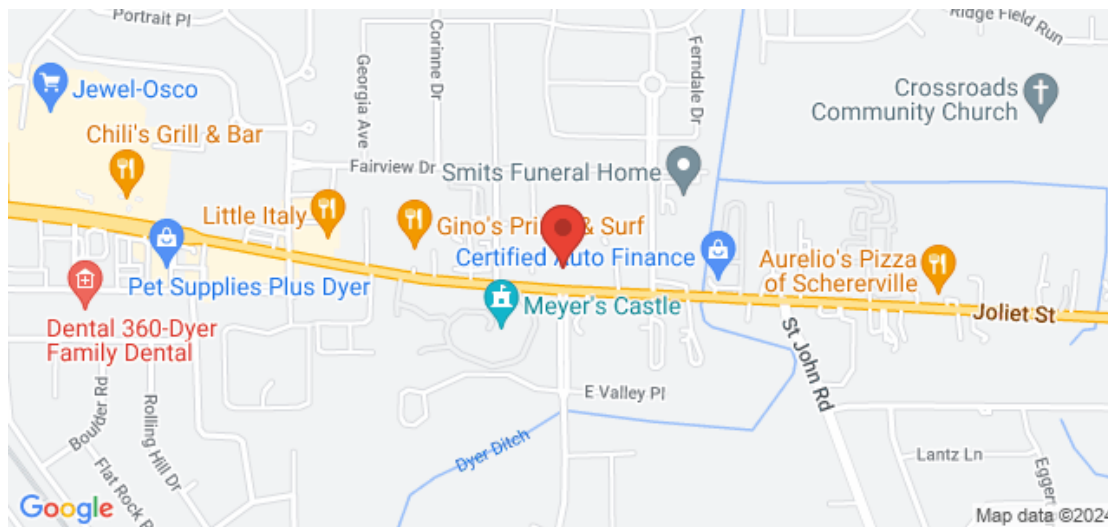 Portrait Pl
Corinne Dr
Georgia Ave
Ferndale Dr
Ridge Field Run
Jewel-Osco
Crossroads
Community Church
Chili's Grill & Bar
Fairview Dr
Smits Funeral Home
Little Italy
Gino's Pri & Surf
Certified Auto Finance
Aurelio's Pizza
of Schererville
Pet Supplies Plus Dyer
Meyer's Castle
Joliet St
Dental 360-Dyer
Family Dental
St John Rd
E Valley Pl
Boulder Rd
Rolling Hill Dr
Dyer Ditch
Flat Rock
Lantz Ln
Egger
Google
Map data ©2024